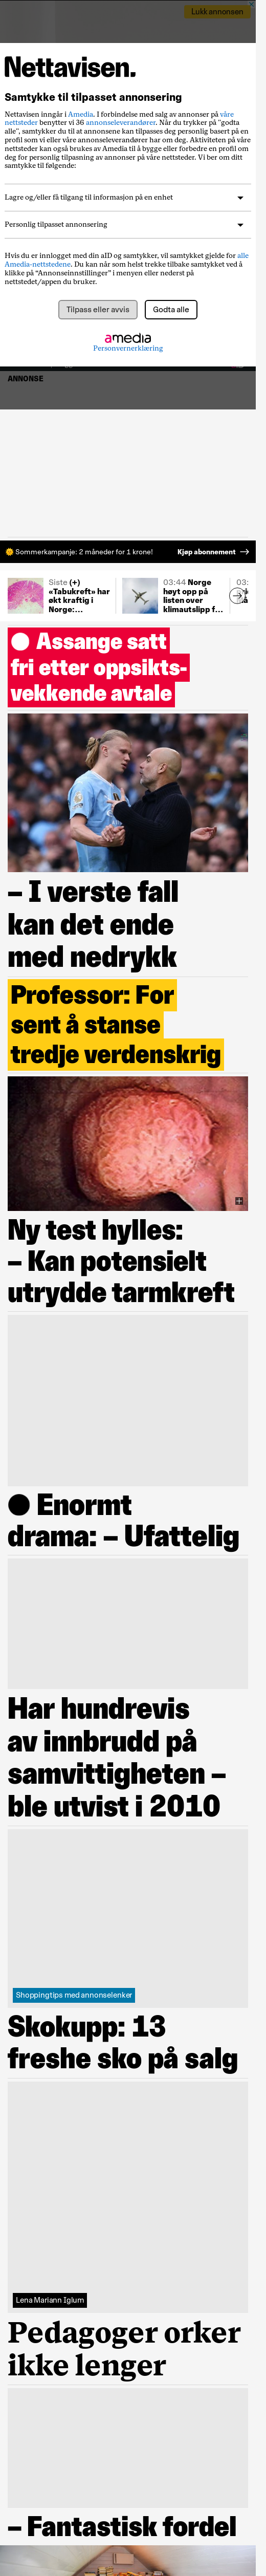 Lukk annonsen
Nettavisen.
Samtykke til tilpasset annonsering
Nettavisen inngår i Amedia. I forbindelse med salg av annonser på våre
nettsteder benytter vi 36 annonseleverandører. Når du trykker på "godta
alle", samtykker du til at annonsene kan tilpasses deg personlig basert på en
profil som vi eller våre annonseleverandører har om deg. Aktiviteten på våre
nettsteder kan også brukes av Amedia til å bygge eller forbedre en profil om
deg for personlig tilpasning av annonser på våre nettsteder. Vi ber om ditt
samtykke til følgende:
Lagre og/eller få tilgang til informasjon på en enhet
Personlig tilpasset annonsering
Hvis du er innlogget med din aID og samtykker, vil samtykket gjelde for alle
Amedia-nettstedene. Du kan når som helst trekke tilbake samtykket ved å
klikke på “Annonseinnstillinger” i menyen eller nederst på
nettstedet/appen du bruker.
Tilpass eller avvis
Godta alle
amedia
Personvernerklæring
ANNONSE
🌞 Sommerkampanje: 2 måneder for 1 krone!
Kjøp abonnement →
Siste (+)
«Tabukreft» har
økt kraftig i
Norge:...
03:44 Norge
høyt opp på
listen over
klimautslipp f...
03:
Assange satt
fri etter oppsikts-
vekkende avtale
– I verste fall
kan det ende
med nedrykk
Professor: For
sent å stanse
tredje verdenskrig
Ny test hylles:
– Kan potensielt
utrydde tarmkreft
Enormt
drama: – Ufattelig
Har hundrevis
av innbrudd på
samvittigheten –
ble utvist i 2010
Shoppingtips med annonselenker
Skokupp: 13
freshe sko på salg
Lena Mariann Iglum
Pedagoger orker
ikke lenger
– Fantastisk fordel